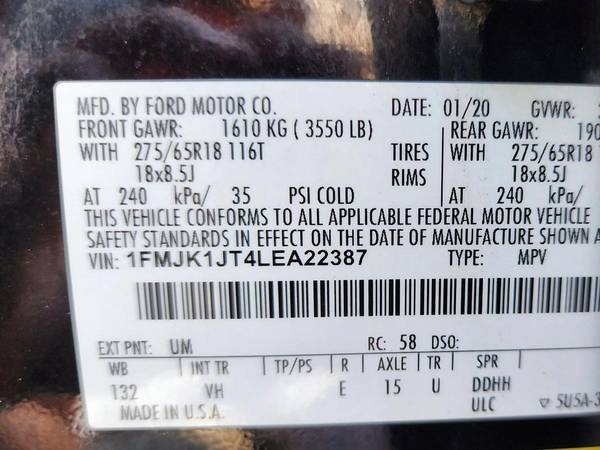 MFD. BY FORD MOTOR CO. DATE: 01/20 GVWR:
FRONT GAWR: 1610 KG ( 3550 LB) REAR GAWR: 190
WITH 275/65R18 116T TIRES WITH 275/65R18
18x8.5J RIMS 18x8.5J
AT 240 kPa/ 35 PSI COLD AT 240 kPa/
THIS VEHICLE CONFORMS TO ALL APPLICABLE FEDERAL MOTOR VEHICLE
SAFETY STANDARDS IN EFFECT ON THE DATE OF MANUFACTURE SHOWN
VIN: 1FMJK1JT4LEA22387 TYPE: MPV
EXT PNT: UM RC: 58 DSO:
WB INT TR TP/PS R AXLE TR SPR
132 VH E 15 U DDHH
MADE IN U.S.A. ULC ▽ 5U5A-3